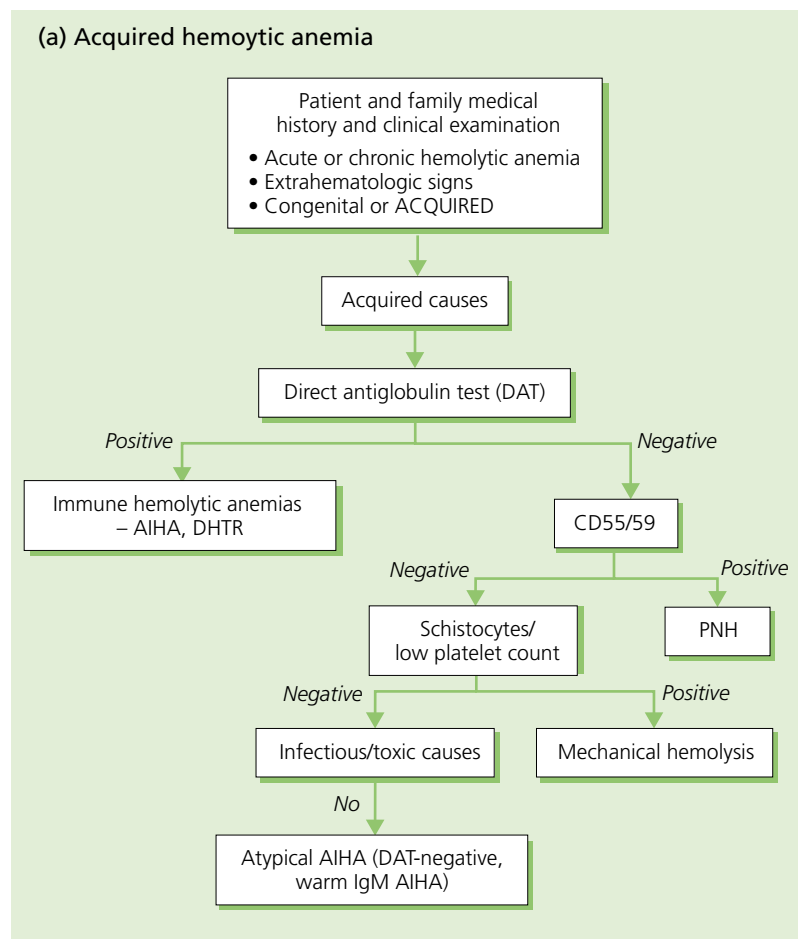 (a) Acquired hemoytic anemia
Patient and family medical
history and clinical examination
• Acute or chronic hemolytic anemia
• Extrahematologic signs
• Congenital or ACQUIRED
Acquired causes
Direct antiglobulin test (DAT)
Positive
Negative
Immune hemolytic anemias
– AIHA, DHTR
CD55/59
Negative
Positive
Schistocytes/
low platelet count
PNH
Negative
Positive
Infectious/toxic causes
Mechanical hemolysis
No
Atypical AIHA (DAT-negative,
warm IgM AIHA)